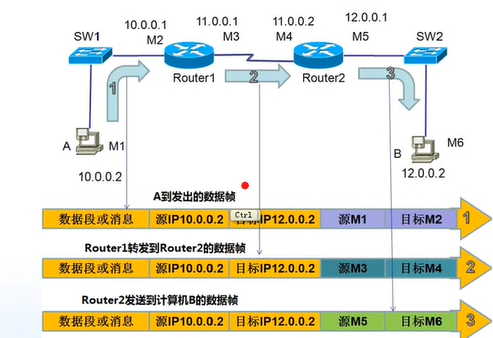 10.0.0.1
11.0.0.1
11.0.0.2
12.0.0.1
SW1
M2
M3
M4
M5
SW2
Router1
Router2
1
2
3
A
M1
B
M6
10.0.0.2
12.0.0.2
A到发出的数据帧
Ctrl
数据段或消息 源IP10.0.0.2 目标IP12.0.0.2 源M1 目标M2 1
Router1转发到Router2的数据帧
数据段或消息 源IP10.0.0.2 目标IP12.0.0.2 源M3 目标M4 2
Router2发送到计算机B的数据帧
数据段或消息 源IP10.0.0.2 目标IP12.0.0.2 源M5 目标M6 3